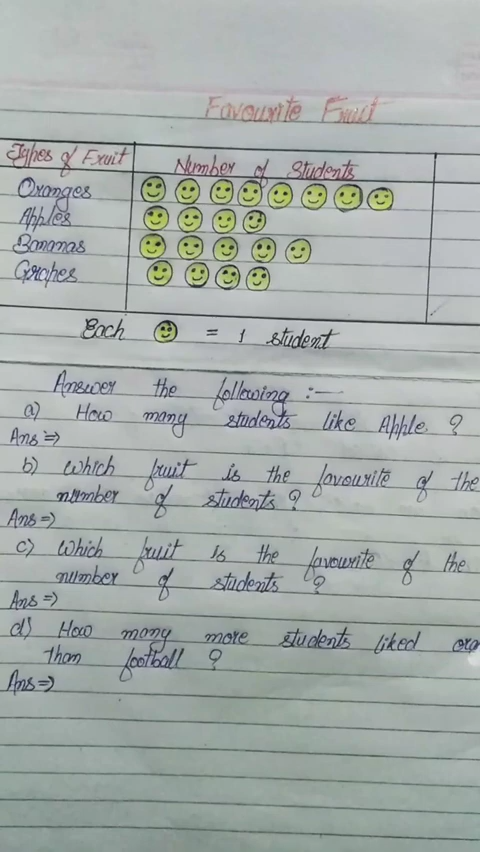 Favourite Fruit
Types of Fruit Number of Students
Oranges
Apples
Bananas
Grapes
Each = 1 student
Answer the following :—
a) How many students like Apple ?
Ans :⇒
b) Which fruit is the favourite of the
number of students ?
Ans ⇒
c) Which fruit is the favourite of the
number of students ?
Ans ⇒
d) How many more students liked
than football ?
Ans ⇒